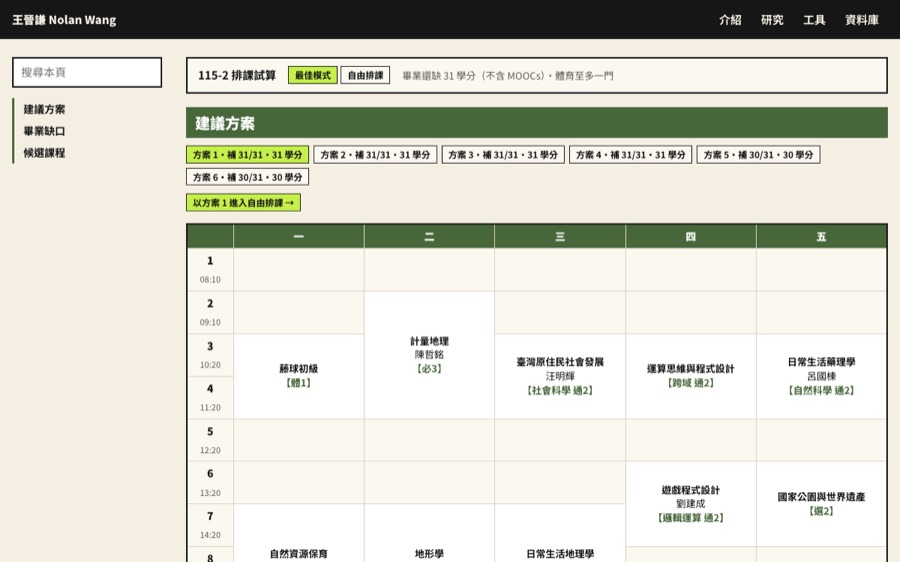 王晉謙 Nolan Wang
介紹 研究 工具 資料庫
搜尋本頁
建議方案
畢業缺口
候選課程
115-2 排課試算 最佳模式 自由排課 畢業還缺 31 學分（不含 MOOCs）・體育至多一門
建議方案
方案 1・補 31/31・31 學分 方案 2・補 31/31・31 學分 方案 3・補 31/31・31 學分 方案 4・補 31/31・31 學分 方案 5・補 30/31・30 學分
方案 6・補 30/31・30 學分
以方案 1 進入自由排課 →
一 二 三 四 五
1
08:10
2
09:10
3
10:20
4
11:20
5
12:20
6
13:20
7
14:20
8
藤球初級
【體1】
自然資源保育
計量地理
陳哲銘
【必3】
地形學
臺灣原住民社會發展
汪明輝
【社會科學 通2】
日常生活地理學
運算思維與程式設計
【跨域 通2】
遊戲程式設計
劉建成
【邏輯運算 通2】
日常生活藥理學
呂國棟
【自然科學 通2】
國家公園與世界遺產
【選2】